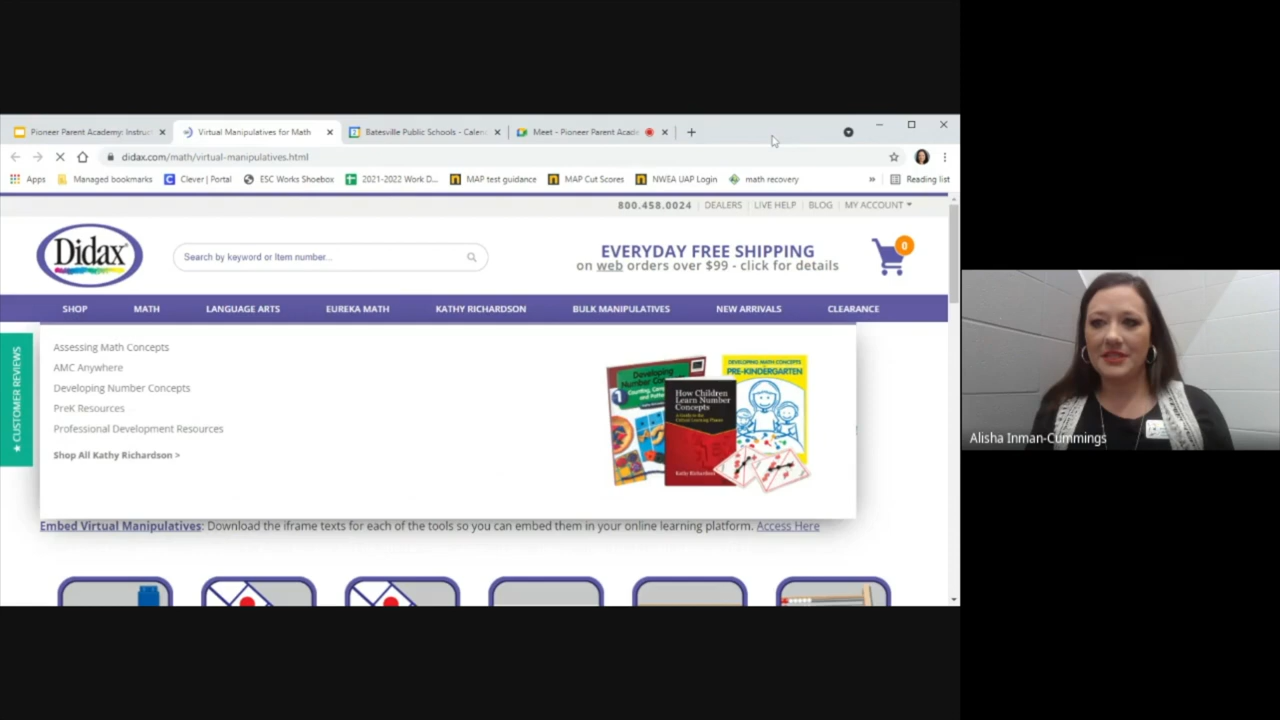 Pioneer Parent Academy: Instruc
Virtual Manipulatives for Math
Batesville Public Schools - Calen
Meet - Pioneer Parent Acade
didax.com/math/virtual-manipulatives.html
Apps
Managed bookmarks
Clever | Portal
ESC Works Shoebox
2021-2022 Work D...
MAP test guidance
MAP Cut Scores
NWEA UAP Login
math recovery
»
Reading list
800.458.0024 | DEALERS | LIVE HELP | BLOG | MY ACCOUNT
Didax
Search by keyword or Item number...
EVERYDAY FREE SHIPPING
on web orders over $99 - click for details
0
SHOP
MATH
LANGUAGE ARTS
EUREKA MATH
KATHY RICHARDSON
BULK MANIPULATIVES
NEW ARRIVALS
CLEARANCE
★ CUSTOMER REVIEWS
Assessing Math Concepts
AMC Anywhere
Developing Number Concepts
PreK Resources
Professional Development Resources
Shop All Kathy Richardson >
Developing
Number
1
DEVELOPING MATH CONCEPTS
PRE-KINDERGARTEN
How Children
Learn Number
Concepts
Kathy Richardson
Embed Virtual Manipulatives: Download the iframe texts for each of the tools so you can embed them in your online learning platform. Access Here
Alisha Inman-Cummings